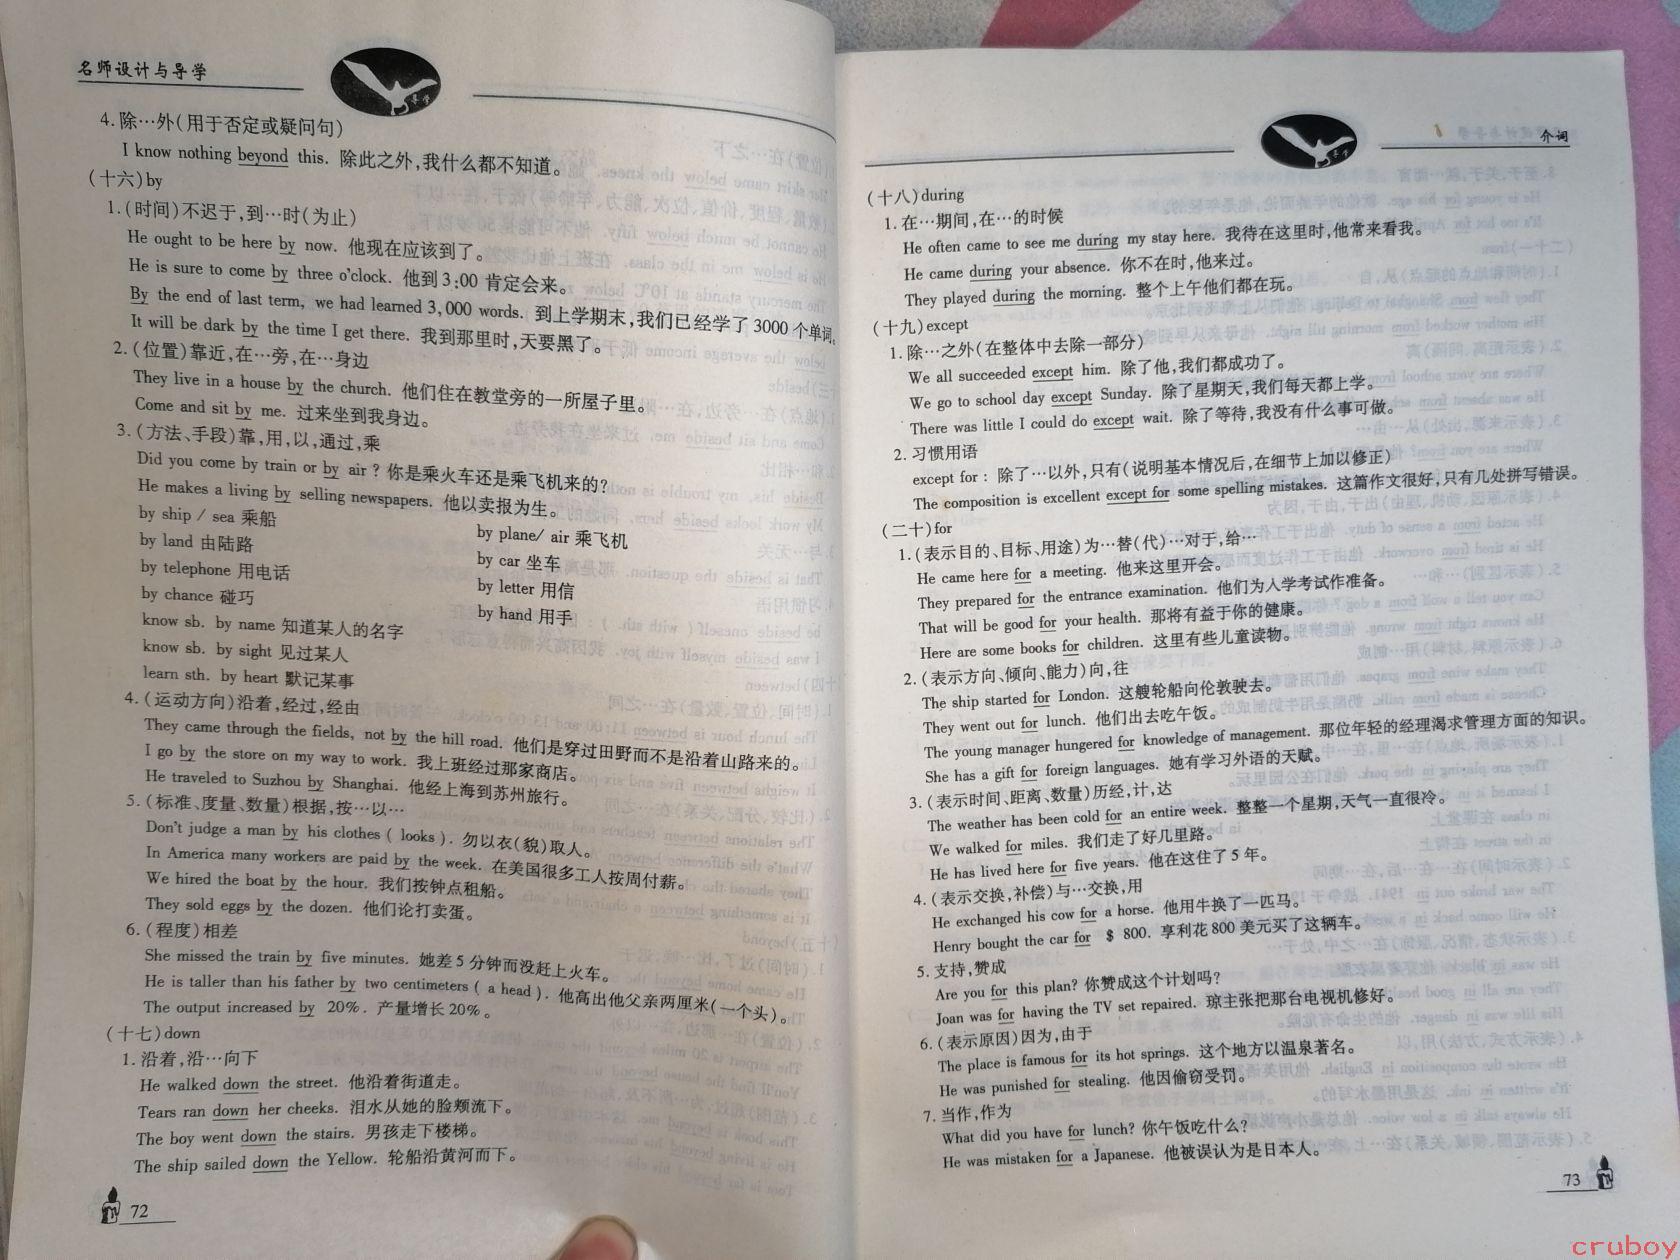 名师设计与导学
4.除…外(用于否定或疑问句)
I know nothing beyond this. 除此之外,我什么都不知道。
(十六)by
1.(时间)不迟于,到…时(为止)
He ought to be here by now. 他现在应该到了。
He is sure to come by three o'clock. 他到3:00肯定会来。
By the end of last term, we had learned 3,000 words. 到上学期末,我们已经学了3000个单词。
It will be dark by the time I get there. 我到那里时,天要黑了。
2.(位置)靠近,在…旁,在…身边
They live in a house by the church. 他们住在教堂旁的一所屋子里。
Come and sit by me. 过来坐到我身边。
3.(方法、手段)靠,用,以,通过,乘
Did you come by train or by air? 你是乘火车还是乘飞机来的?
He makes a living by selling newspapers. 他以卖报为生。
by ship / sea 乘船
by plane/ air 乘飞机
by land 由陆路
by car 坐车
by telephone 用电话
by letter 用信
by chance 碰巧
by hand 用手
know sb. by name 知道某人的名字
know sb. by sight 见过某人
learn sth. by heart 默记某事
4.(运动方向)沿着,经过,经由
They came through the fields, not by the hill road. 他们是穿过田野而不是沿着山路来的。
I go by the store on my way to work. 我上班经过那家商店。
He traveled to Suzhou by Shanghai. 他经上海到苏州旅行。
5.(标准、度量、数量)根据,按…以…
Don't judge a man by his clothes ( looks). 勿以衣(貌)取人。
In America many workers are paid by the week. 在美国很多工人按周付薪。
We hired the boat by the hour. 我们按钟点租船。
They sold eggs by the dozen. 他们论打卖蛋。
6.(程度)相差
She missed the train by five minutes. 她差5分钟而没赶上火车。
He is taller than his father by two centimeters ( a head). 他高出他父亲两厘米(一个头)。
The output increased by 20%. 产量增长20%。
(十七)down
1.沿着,沿…向下
He walked down the street. 他沿着街道走。
Tears ran down her cheeks. 泪水从她的脸颊流下。
The boy went down the stairs. 男孩走下楼梯。
The ship sailed down the Yellow. 轮船沿黄河而下。
72
介词
(十八)during
1.在…期间,在…的时候
He often came to see me during my stay here. 我待在这里时,他常来看我。
He came during your absence. 你不在时,他来过。
They played during the morning. 整个上午他们都在玩。
(十九)except
1.除…之外(在整体中去除一部分)
We all succeeded except him. 除了他,我们都成功了。
We go to school day except Sunday. 除了星期天,我们每天都上学。
There was little I could do except wait. 除了等待,我没有什么事可做。
2.习惯用语
except for: 除了…以外,只有(说明基本情况后,在细节上加以修正)
The composition is excellent except for some spelling mistakes. 这篇作文很好,只有几处拼写错误。
(二十)for
1.(表示目的、目标、用途)为…替(代)…对于,给…
He came here for a meeting. 他来这里开会。
They prepared for the entrance examination. 他们为入学考试作准备。
That will be good for your health. 那将有益于你的健康。
Here are some books for children. 这里有些儿童读物。
2.(表示方向、倾向、能力)向,往
The ship started for London. 这艘轮船向伦敦驶去。
They went out for lunch. 他们出去吃午饭。
The young manager hungered for knowledge of management. 那位年轻的经理渴求管理方面的知识。
She has a gift for foreign languages. 她有学习外语的天赋。
3.(表示时间、距离、数量)历经,计,达
The weather has been cold for an entire week. 整整一个星期,天气一直很冷。
We walked for miles. 我们走了好几里路。
He has lived here for five years. 他在这住了5年。
4.(表示交换,补偿)与…交换,用
He exchanged his cow for a horse. 他用牛换了一匹马。
Henry bought the car for $ 800. 享利花800美元买了这辆车。
5.支持,赞成
Are you for this plan? 你赞成这个计划吗?
Joan was for having the TV set repaired. 琼主张把那台电视机修好。
6.(表示原因)因为,由于
The place is famous for its hot springs. 这个地方以温泉著名。
He was punished for stealing. 他因偷窃受罚。
7.当作,作为
What did you have for lunch? 你午饭吃什么?
He was mistaken for a Japanese. 他被误认为是日本人。
73
cruboy